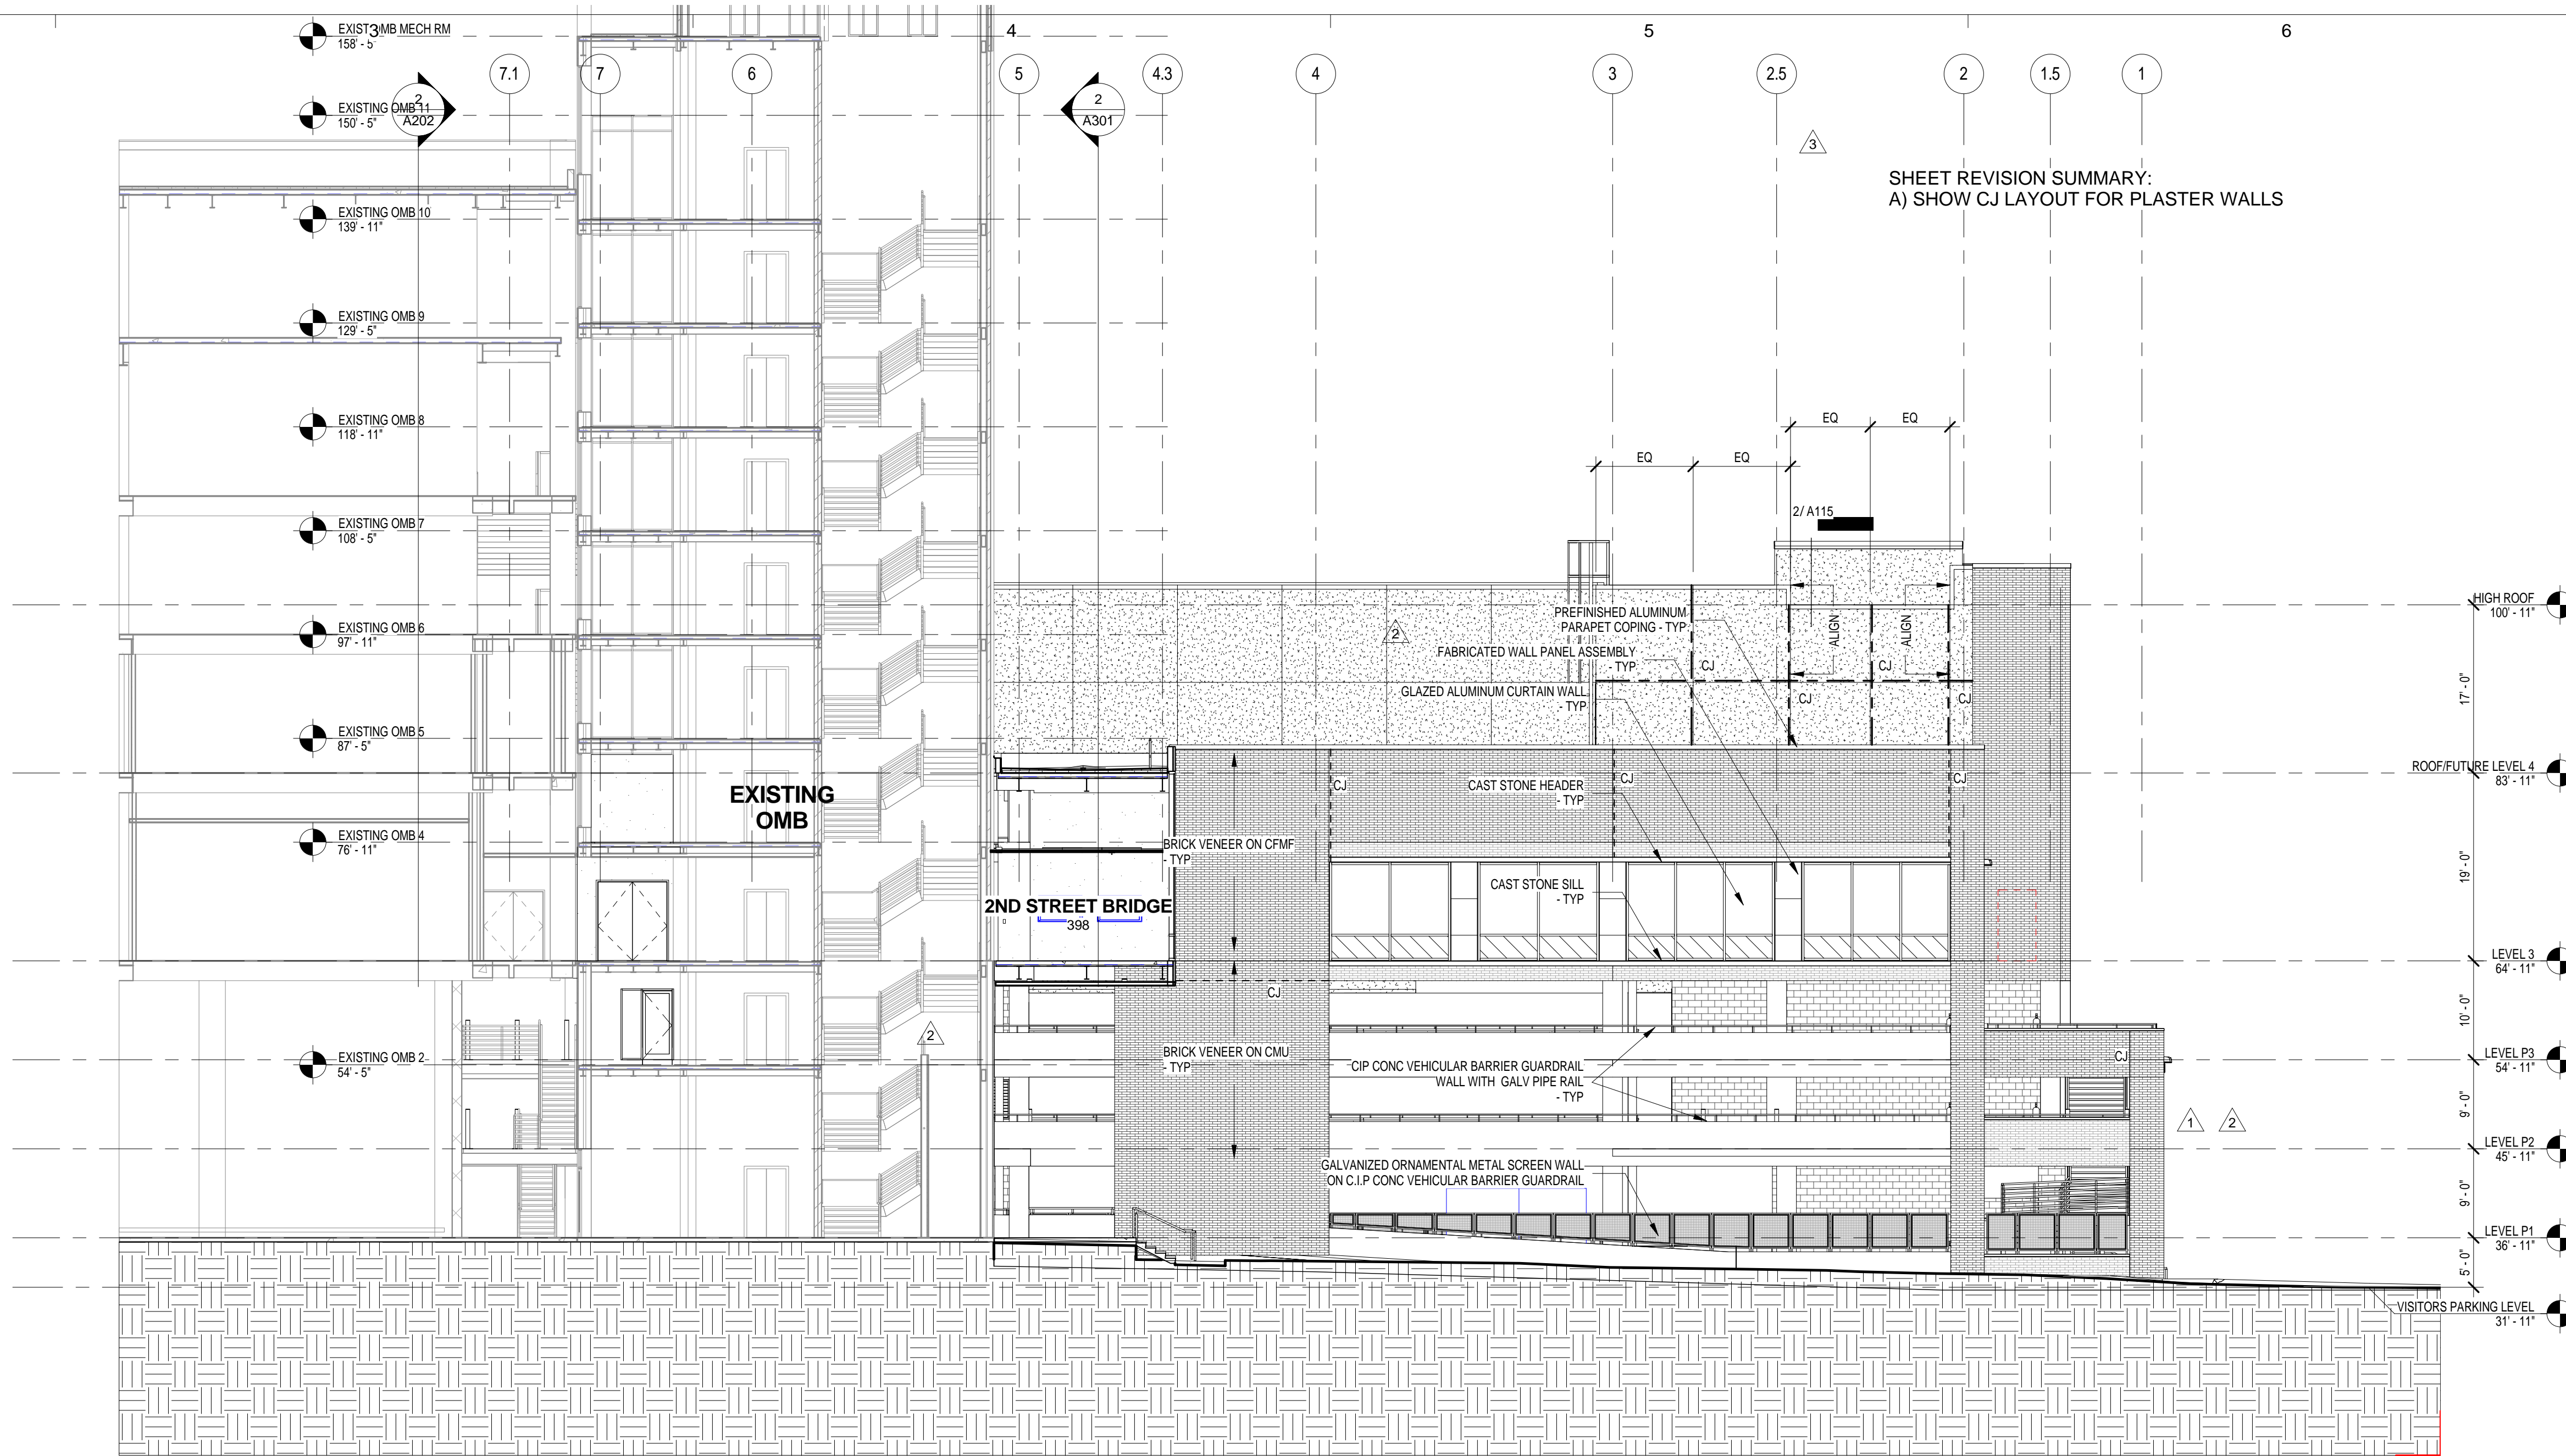 3
4
5
6
EXIST OMB MECH RM
158' - 5"
7.1
7
6
5
4.3
4
3
2.5
2
1.5
1
2
A202
2
A301
EXISTING OMB 11
150' - 5"
3
SHEET REVISION SUMMARY:
A) SHOW CJ LAYOUT FOR PLASTER WALLS
EXISTING OMB 10
139' - 11"
EXISTING OMB 9
129' - 5"
EXISTING OMB 8
118' - 11"
EQ
EQ
EQ
EQ
EXISTING OMB 7
108' - 5"
2/ A115
HIGH ROOF
100' - 11"
EXISTING OMB 6
97' - 11"
2
PREFINISHED ALUMINUM
PARAPET COPING - TYP
ALIGN
ALIGN
FABRICATED WALL PANEL ASSEMBLY
- TYP
CJ
CJ
GLAZED ALUMINUM CURTAIN WALL
- TYP
CJ
CJ
17' - 0"
EXISTING OMB 5
87' - 5"
ROOF/FUTURE LEVEL 4
83' - 11"
CJ
CJ
CJ
CAST STONE HEADER
- TYP
EXISTING
OMB
EXISTING OMB 4
76' - 11"
BRICK VENEER ON CFMF
- TYP
19' - 0"
CAST STONE SILL
- TYP
2ND STREET BRIDGE
398
LEVEL 3
64' - 11"
CJ
10' - 0"
2
EXISTING OMB 2
54' - 5"
BRICK VENEER ON CMU
- TYP
CIP CONC VEHICULAR BARRIER GUARDRAIL
WALL WITH GALV PIPE RAIL
- TYP
CJ
LEVEL P3
54' - 11"
9' - 0"
1
2
LEVEL P2
45' - 11"
GALVANIZED ORNAMENTAL METAL SCREEN WALL
ON C.I.P CONC VEHICULAR BARRIER GUARDRAIL
9' - 0"
LEVEL P1
36' - 11"
5' - 0"
VISITORS PARKING LEVEL
31' - 11"